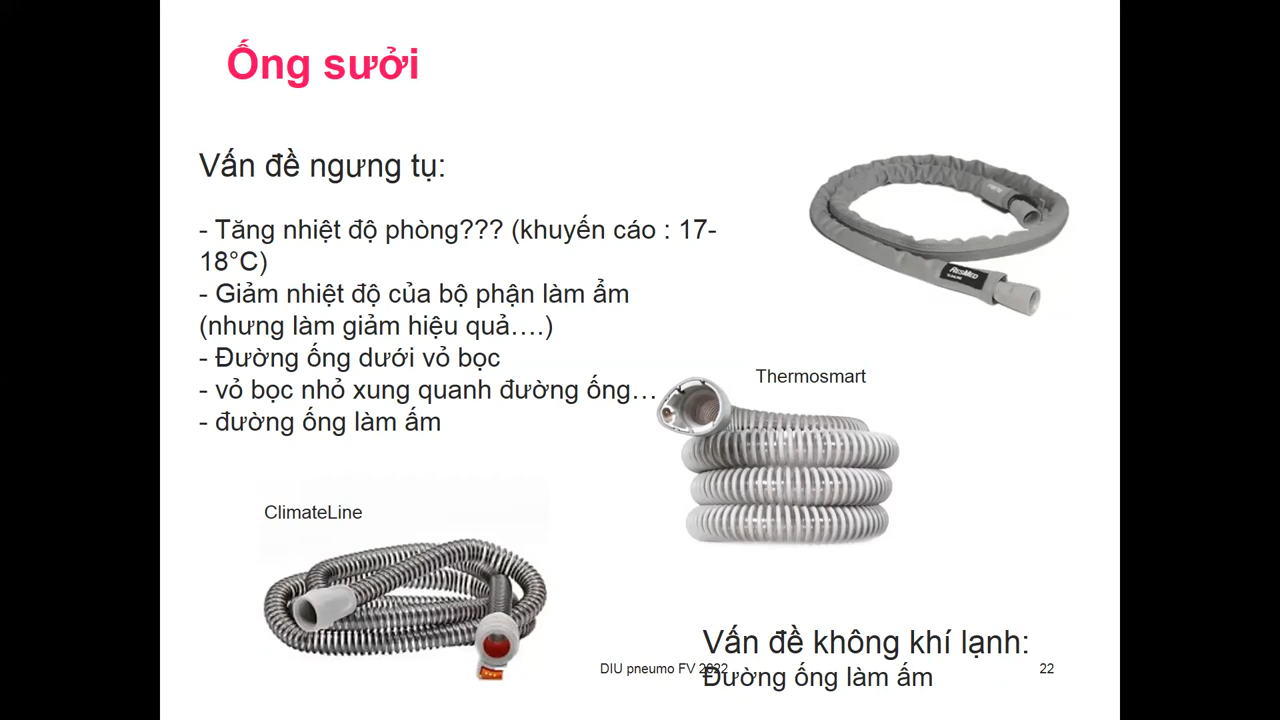 Ống sưởi
Vấn đề ngưng tụ:
- Tăng nhiệt độ phòng??? (khuyến cáo : 17-
18°C)
- Giảm nhiệt độ của bộ phận làm ẩm
(nhưng làm giảm hiệu quả….)
- Đường ống dưới vỏ bọc
- vỏ bọc nhỏ xung quanh đường ống…
- đường ống làm ấm
RESMED
Thermosmart
ClimateLine
Vấn đề không khí lạnh:
Đường ống làm ấm
DIU pneumo FV 2022
22